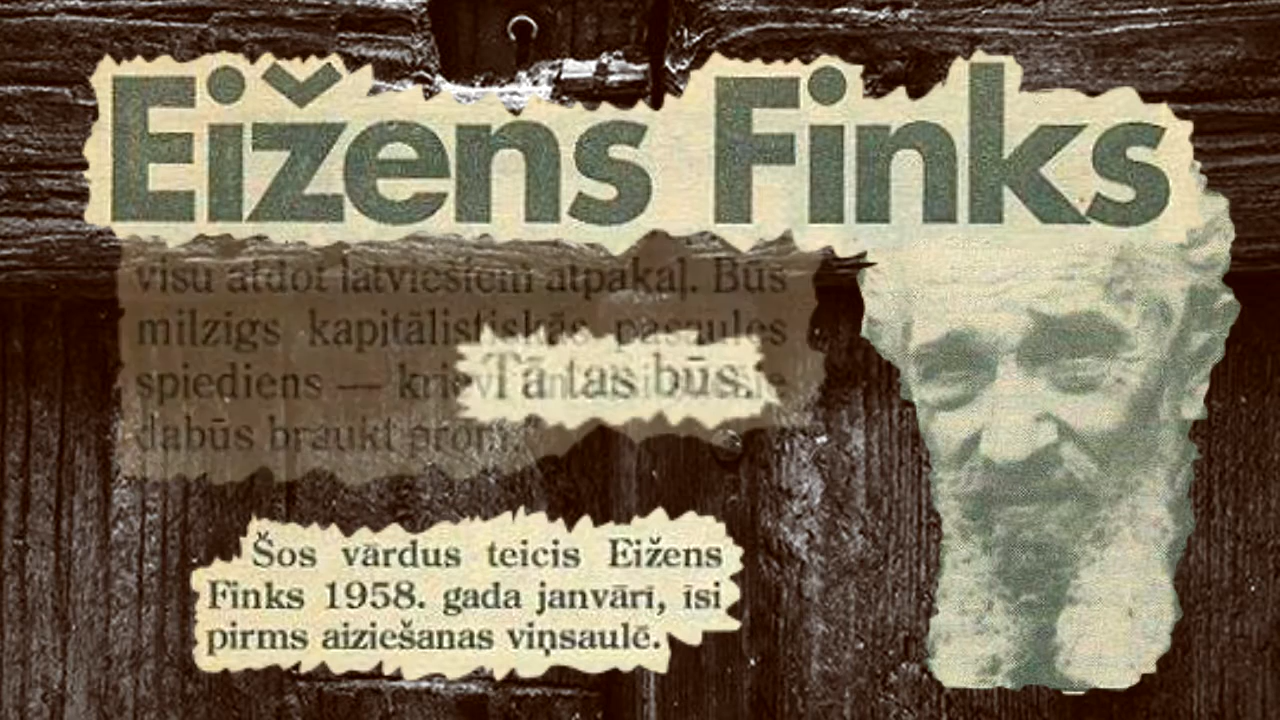 Eižens Finks
visu atdot latviešiem atpakaļ. Būs
milzīgs kapitālistiskās pasaules
spiediens —
Tā tas būs.
dabūs braukt prom.
Šos vārdus teicis Eižens
Finks 1958. gada janvārī, īsi
pirms aiziešanas viņsaulē.